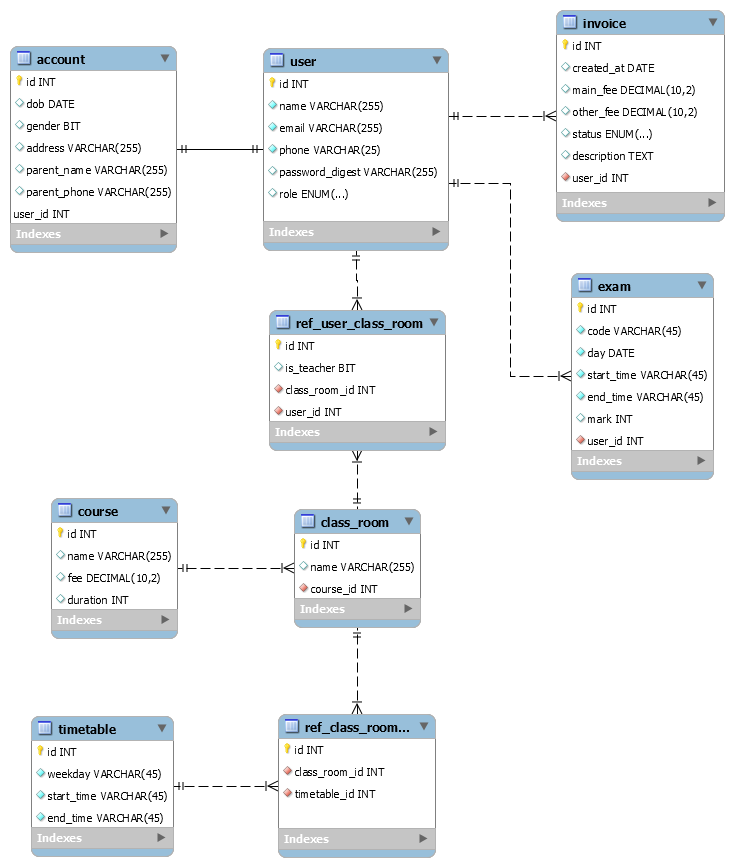 account
id INT
dob DATE
gender BIT
address VARCHAR(255)
parent_name VARCHAR(255)
parent_phone VARCHAR(255)
user_id INT
Indexes
user
id INT
name VARCHAR(255)
email VARCHAR(255)
phone VARCHAR(25)
password_digest VARCHAR(255)
role ENUM(...)
Indexes
invoice
id INT
created_at DATE
main_fee DECIMAL(10,2)
other_fee DECIMAL(10,2)
status ENUM(...)
description TEXT
user_id INT
Indexes
exam
id INT
code VARCHAR(45)
day DATE
start_time VARCHAR(45)
end_time VARCHAR(45)
mark INT
user_id INT
Indexes
ref_user_class_room
id INT
is_teacher BIT
class_room_id INT
user_id INT
Indexes
course
id INT
name VARCHAR(255)
fee DECIMAL(10,2)
duration INT
Indexes
class_room
id INT
name VARCHAR(255)
course_id INT
Indexes
timetable
id INT
weekday VARCHAR(45)
start_time VARCHAR(45)
end_time VARCHAR(45)
Indexes
ref_class_room...
id INT
class_room_id INT
timetable_id INT
Indexes